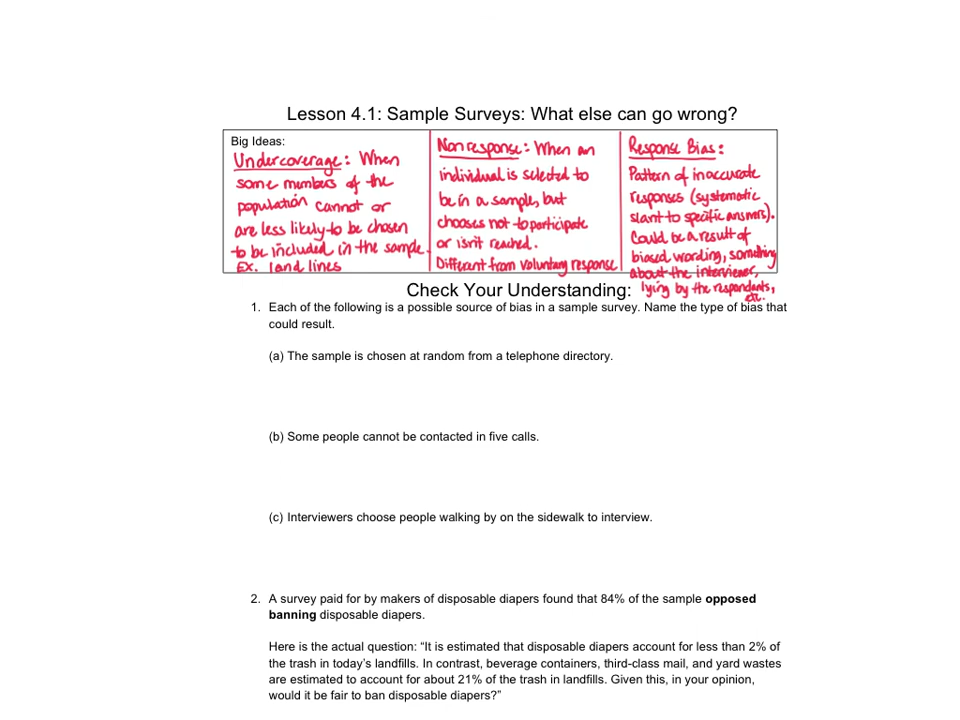 Lesson 4.1: Sample Surveys: What else can go wrong?
Big Ideas:
Undercoverage: When
some members of the
population cannot or
are less likely to be chosen
to be included in the sample.
Ex. land lines
Nonresponse: When an
individual is selected to
be in a sample, but
chooses not to participate
or isn't reached.
Different from voluntary response
Response Bias:
Pattern of inaccurate
responses (systematic
slant to specific answers).
Could be a result of
biased wording, something
about the interviewer,
lying by the respondants,
etc.
Check Your Understanding:
1. Each of the following is a possible source of bias in a sample survey. Name the type of bias that
could result.
(a) The sample is chosen at random from a telephone directory.
(b) Some people cannot be contacted in five calls.
(c) Interviewers choose people walking by on the sidewalk to interview.
2. A survey paid for by makers of disposable diapers found that 84% of the sample opposed
banning disposable diapers.
Here is the actual question: “It is estimated that disposable diapers account for less than 2% of
the trash in today’s landfills. In contrast, beverage containers, third-class mail, and yard wastes
are estimated to account for about 21% of the trash in landfills. Given this, in your opinion,
would it be fair to ban disposable diapers?”